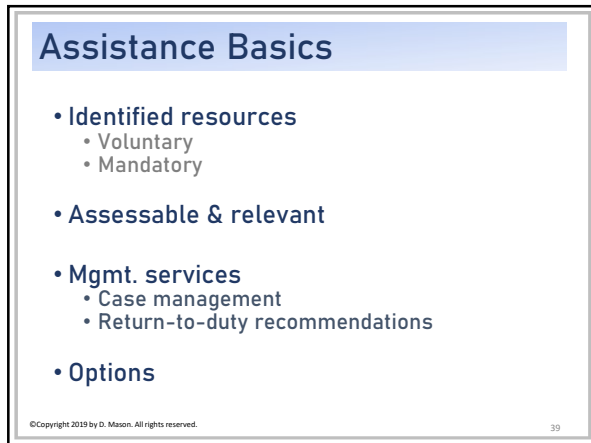 Assistance Basics
• Identified resources
• Voluntary
• Mandatory
• Assessable & relevant
• Mgmt. services
• Case management
• Return-to-duty recommendations
• Options
©Copyright 2019 by D. Mason. All rights reserved.
39